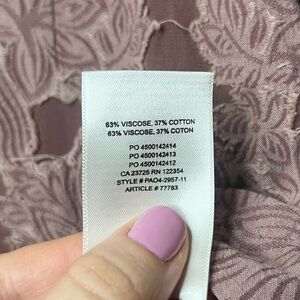 63% VISCOSE, 37% COTTON
63% VISCOSE, 37% COTON
PO 4500142414
PO 4500142413
PO 4500142412
CA 23725 RN 122354
STYLE # PAO4-2957-11
ARTICLE # 77783